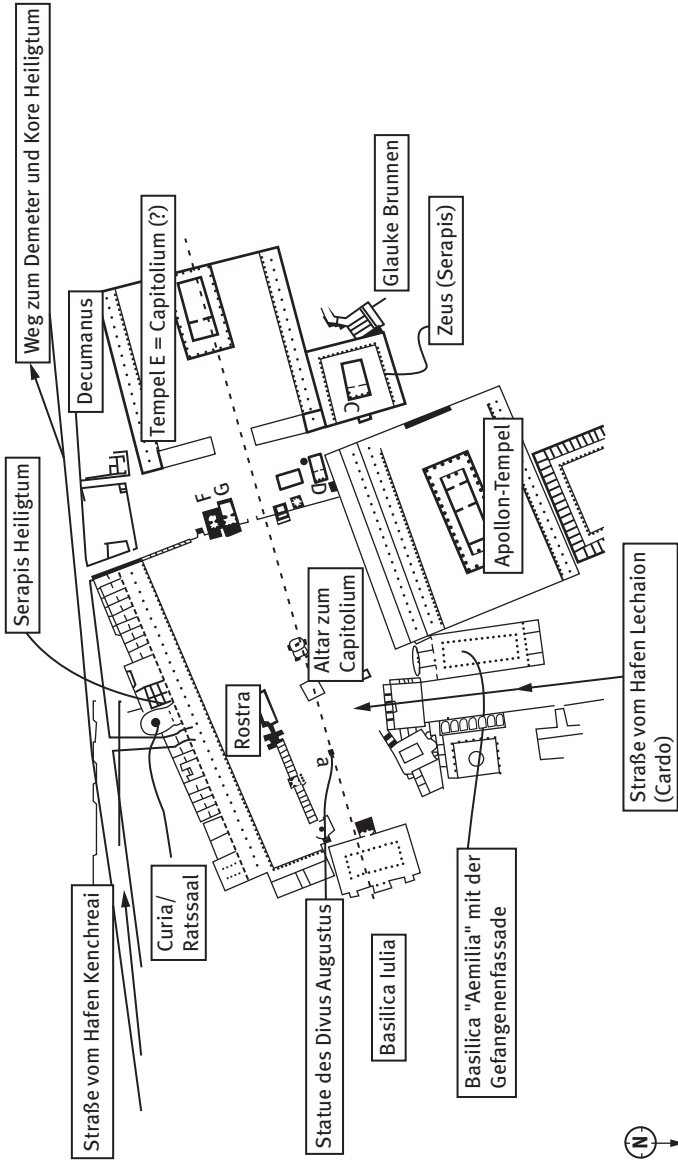 Straße vom Hafen Kenchreai
Curia/
Ratssaal
Serapis Heiligtum
Decumanus
Weg zum Demeter und Kore Heiligtum
Tempel E = Capitolium (?)
Glauke Brunnen
Zeus (Serapis)
F
G
C
D
Rostra
Altar zum
Capitolium
Apollon-Tempel
a
Statue des Divus Augustus
Basilica Iulia
Basilica "Aemilia" mit der
Gefangenenfassade
Straße vom Hafen Lechaion
(Cardo)
N